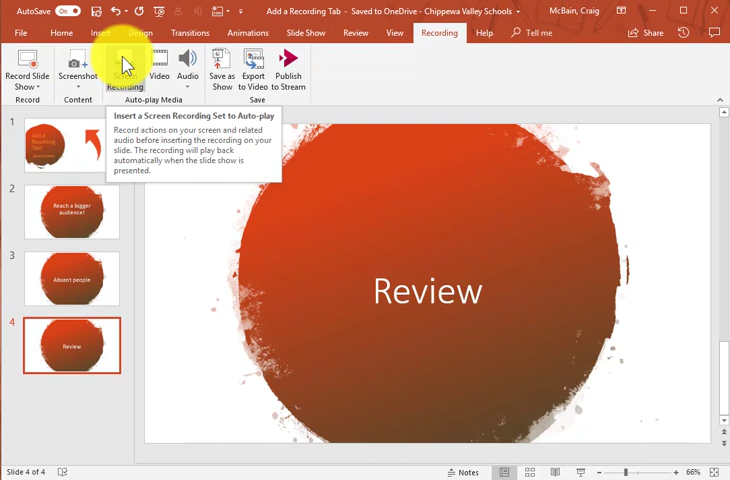 AutoSave On Add a Recording Tab - Saved to OneDrive - Chippewa Valley Schools McBain, Craig
File Home Insert Design Transitions Animations Slide Show Review View Recording Help Tell me Share
Record Slide Show
Screenshot
Screen Recording
Video
Audio
Save as Show
Export to Video
Publish to Stream
Record Content Auto-play Media Save
Insert a Screen Recording Set to Auto-play
Record actions on your screen and related
audio before inserting the recording on your
slide. The recording will play back
automatically when the slide show is
presented.
1
Add a
Recording
Tab!
2
Reach a bigger
audience!
3
Absent people
4
Review
Review
Slide 4 of 4 Notes 66%